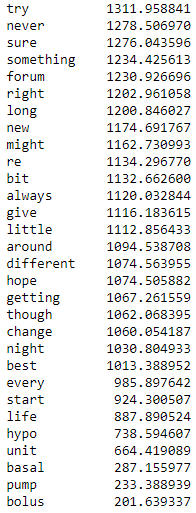 try 1311.958841
never 1278.506970
sure 1276.043596
something 1234.425613
forum 1230.926696
right 1202.961058
long 1200.846027
new 1174.691767
might 1162.730993
re 1134.296770
bit 1132.662600
always 1120.032844
give 1116.183615
little 1112.856433
around 1094.538708
different 1074.563955
hope 1074.505882
getting 1067.261559
though 1062.068395
change 1060.054187
night 1030.804933
best 1013.388952
every 985.897642
start 924.300507
life 887.890524
hypo 738.594607
unit 664.419089
basal 287.155977
pump 233.388939
bolus 201.639337